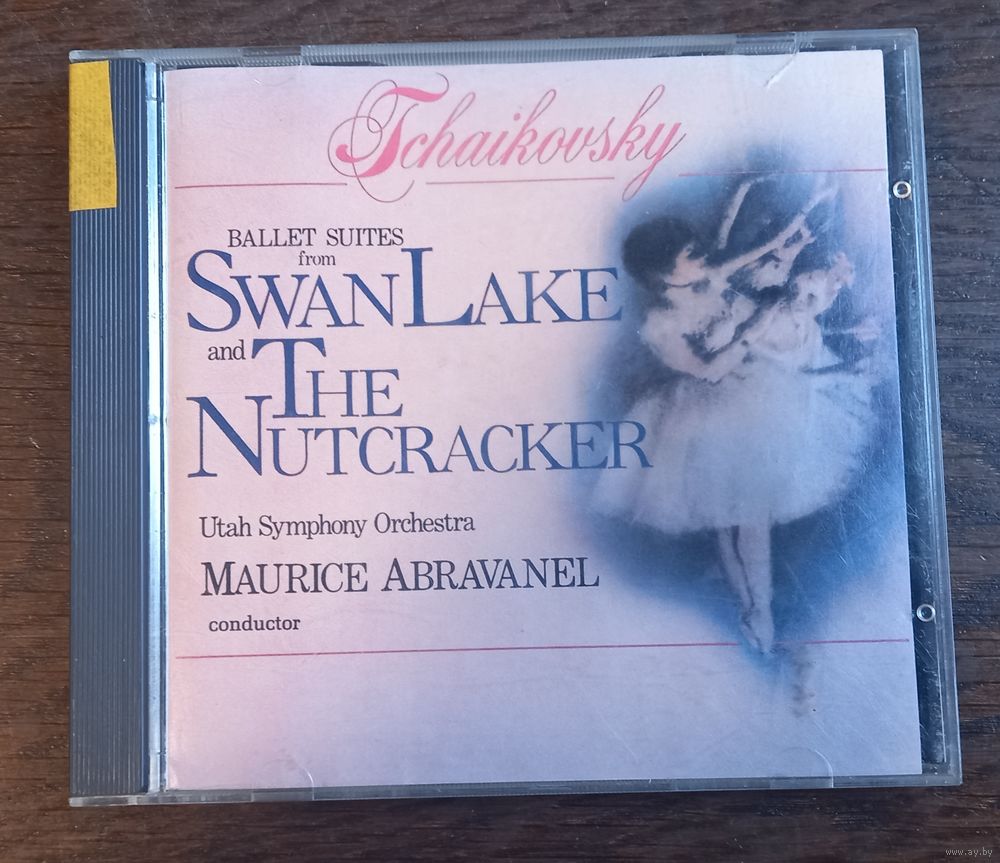 Tchaikovsky
BALLET SUITES
from
SWAN LAKE
and THE
NUTCRACKER
Utah Symphony Orchestra
MAURICE ABRAVANEL
conductor
www.ay.by